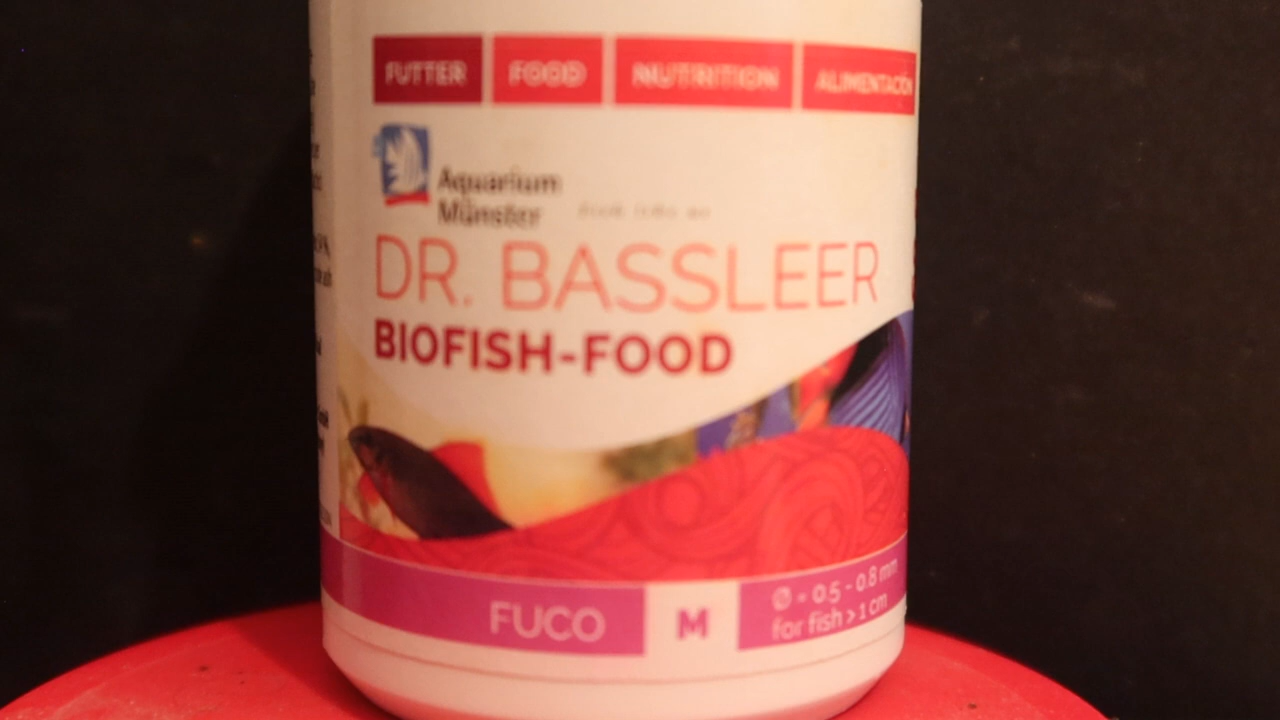 FUTTER FOOD NUTRITION ALIMENTACIÓN
Aquarium
Münster
DR. BASSLEER
BIOFISH-FOOD
FUCO M
Ø - 0.5 - 0.8 mm
for fish > 1 cm